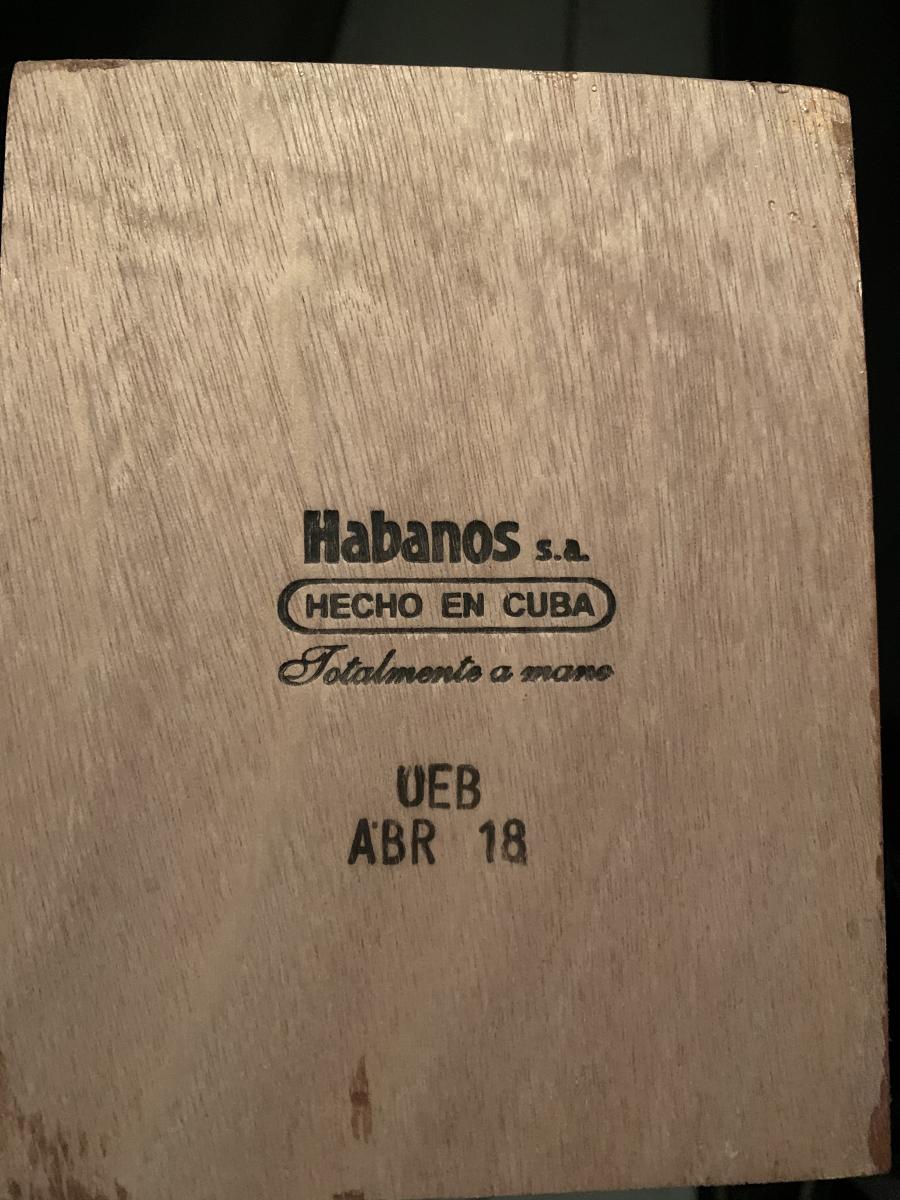 Habanos s.a.
HECHO EN CUBA
Totalmente a mano
UEB
ABR 18